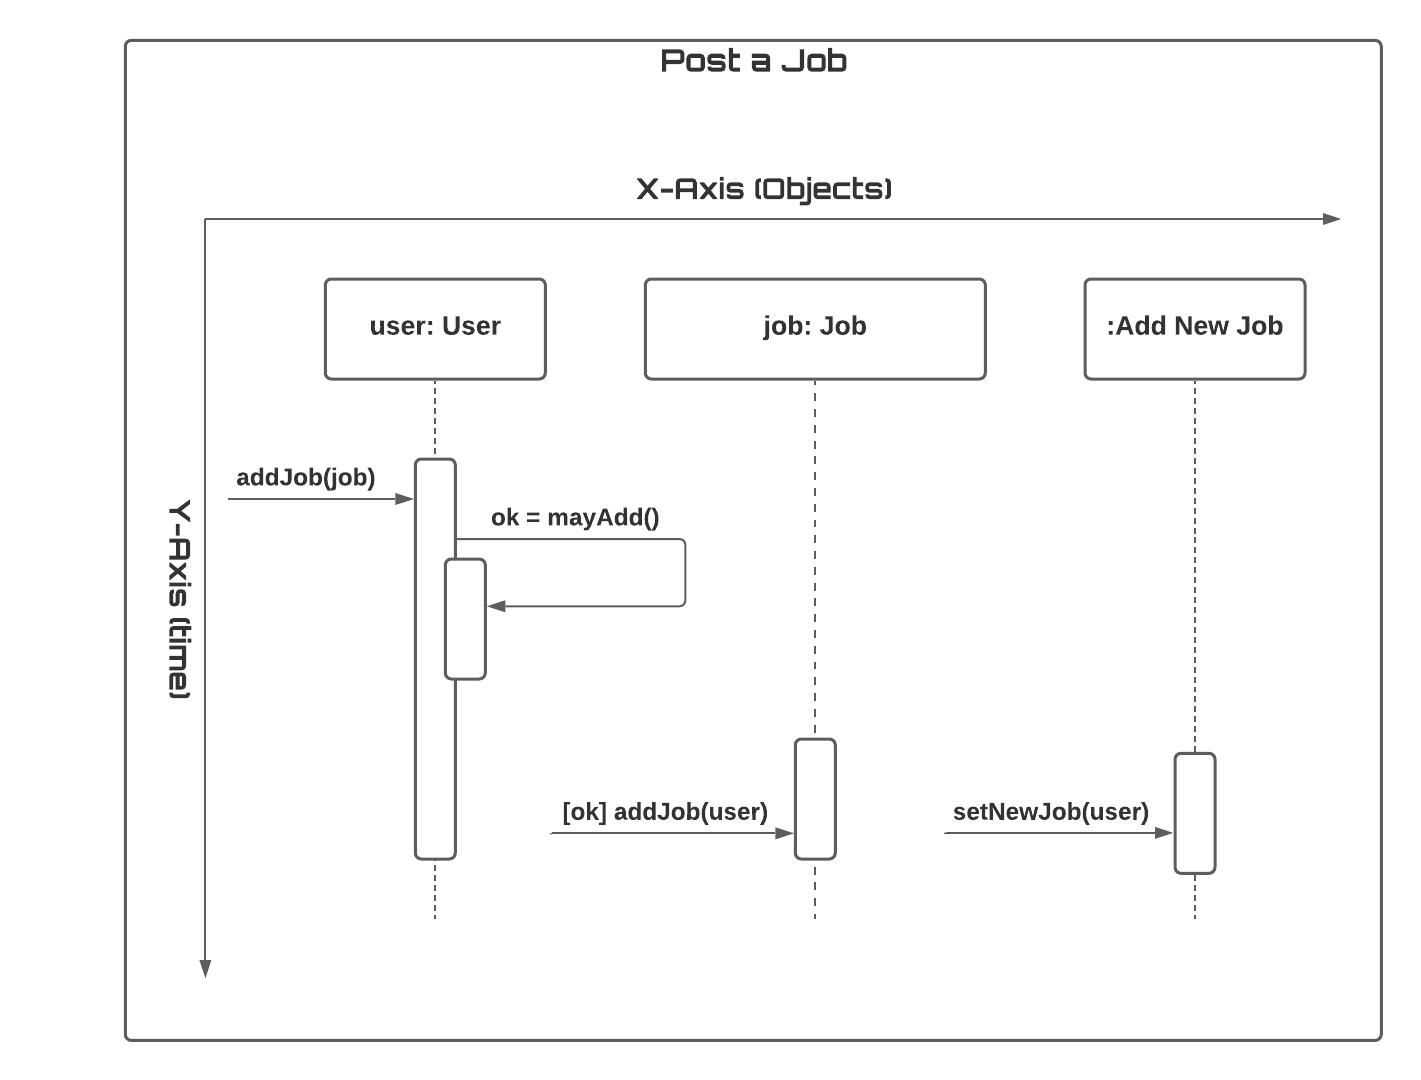 Post a Job
X-Axis (Objects)
user: User
job: Job
:Add New Job
addJob(job)
ok = mayAdd()
Y-Axis (time)
[ok] addJob(user)
setNewJob(user)